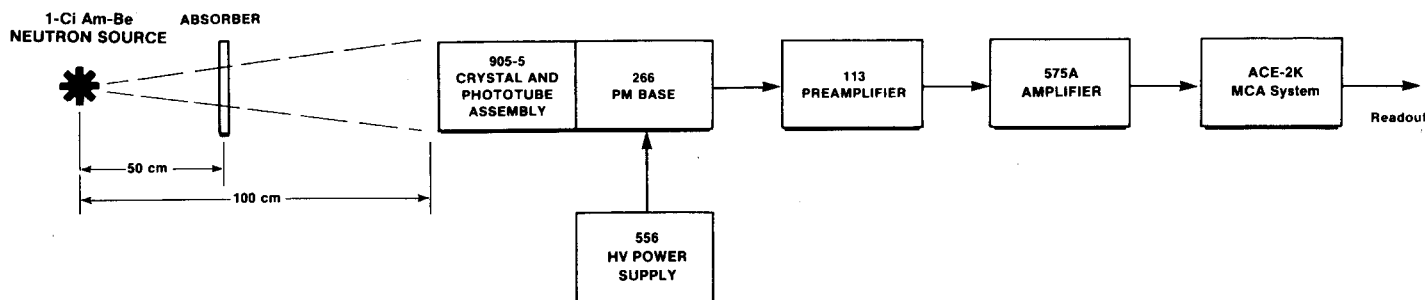 1-Ci Am-Be
NEUTRON SOURCE
ABSORBER
50 cm
100 cm
905-5
CRYSTAL AND
PHOTOTUBE
ASSEMBLY
266
PM BASE
556
HV POWER
SUPPLY
113
PREAMPLIFIER
575A
AMPLIFIER
ACE-2K
MCA System
Readout